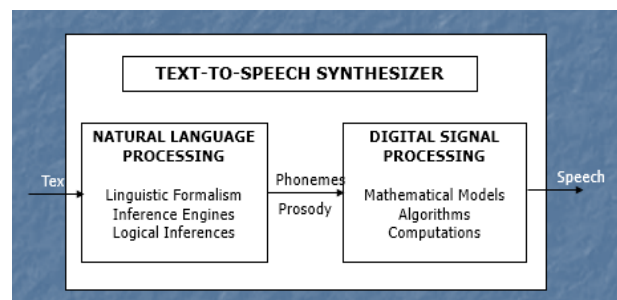 TEXT-TO-SPEECH SYNTHESIZER
NATURAL LANGUAGE
PROCESSING
Linguistic Formalism
Inference Engines
Logical Inferences
Tex
Phonemes
Prosody
DIGITAL SIGNAL
PROCESSING
Mathematical Models
Algorithms
Computations
Speech